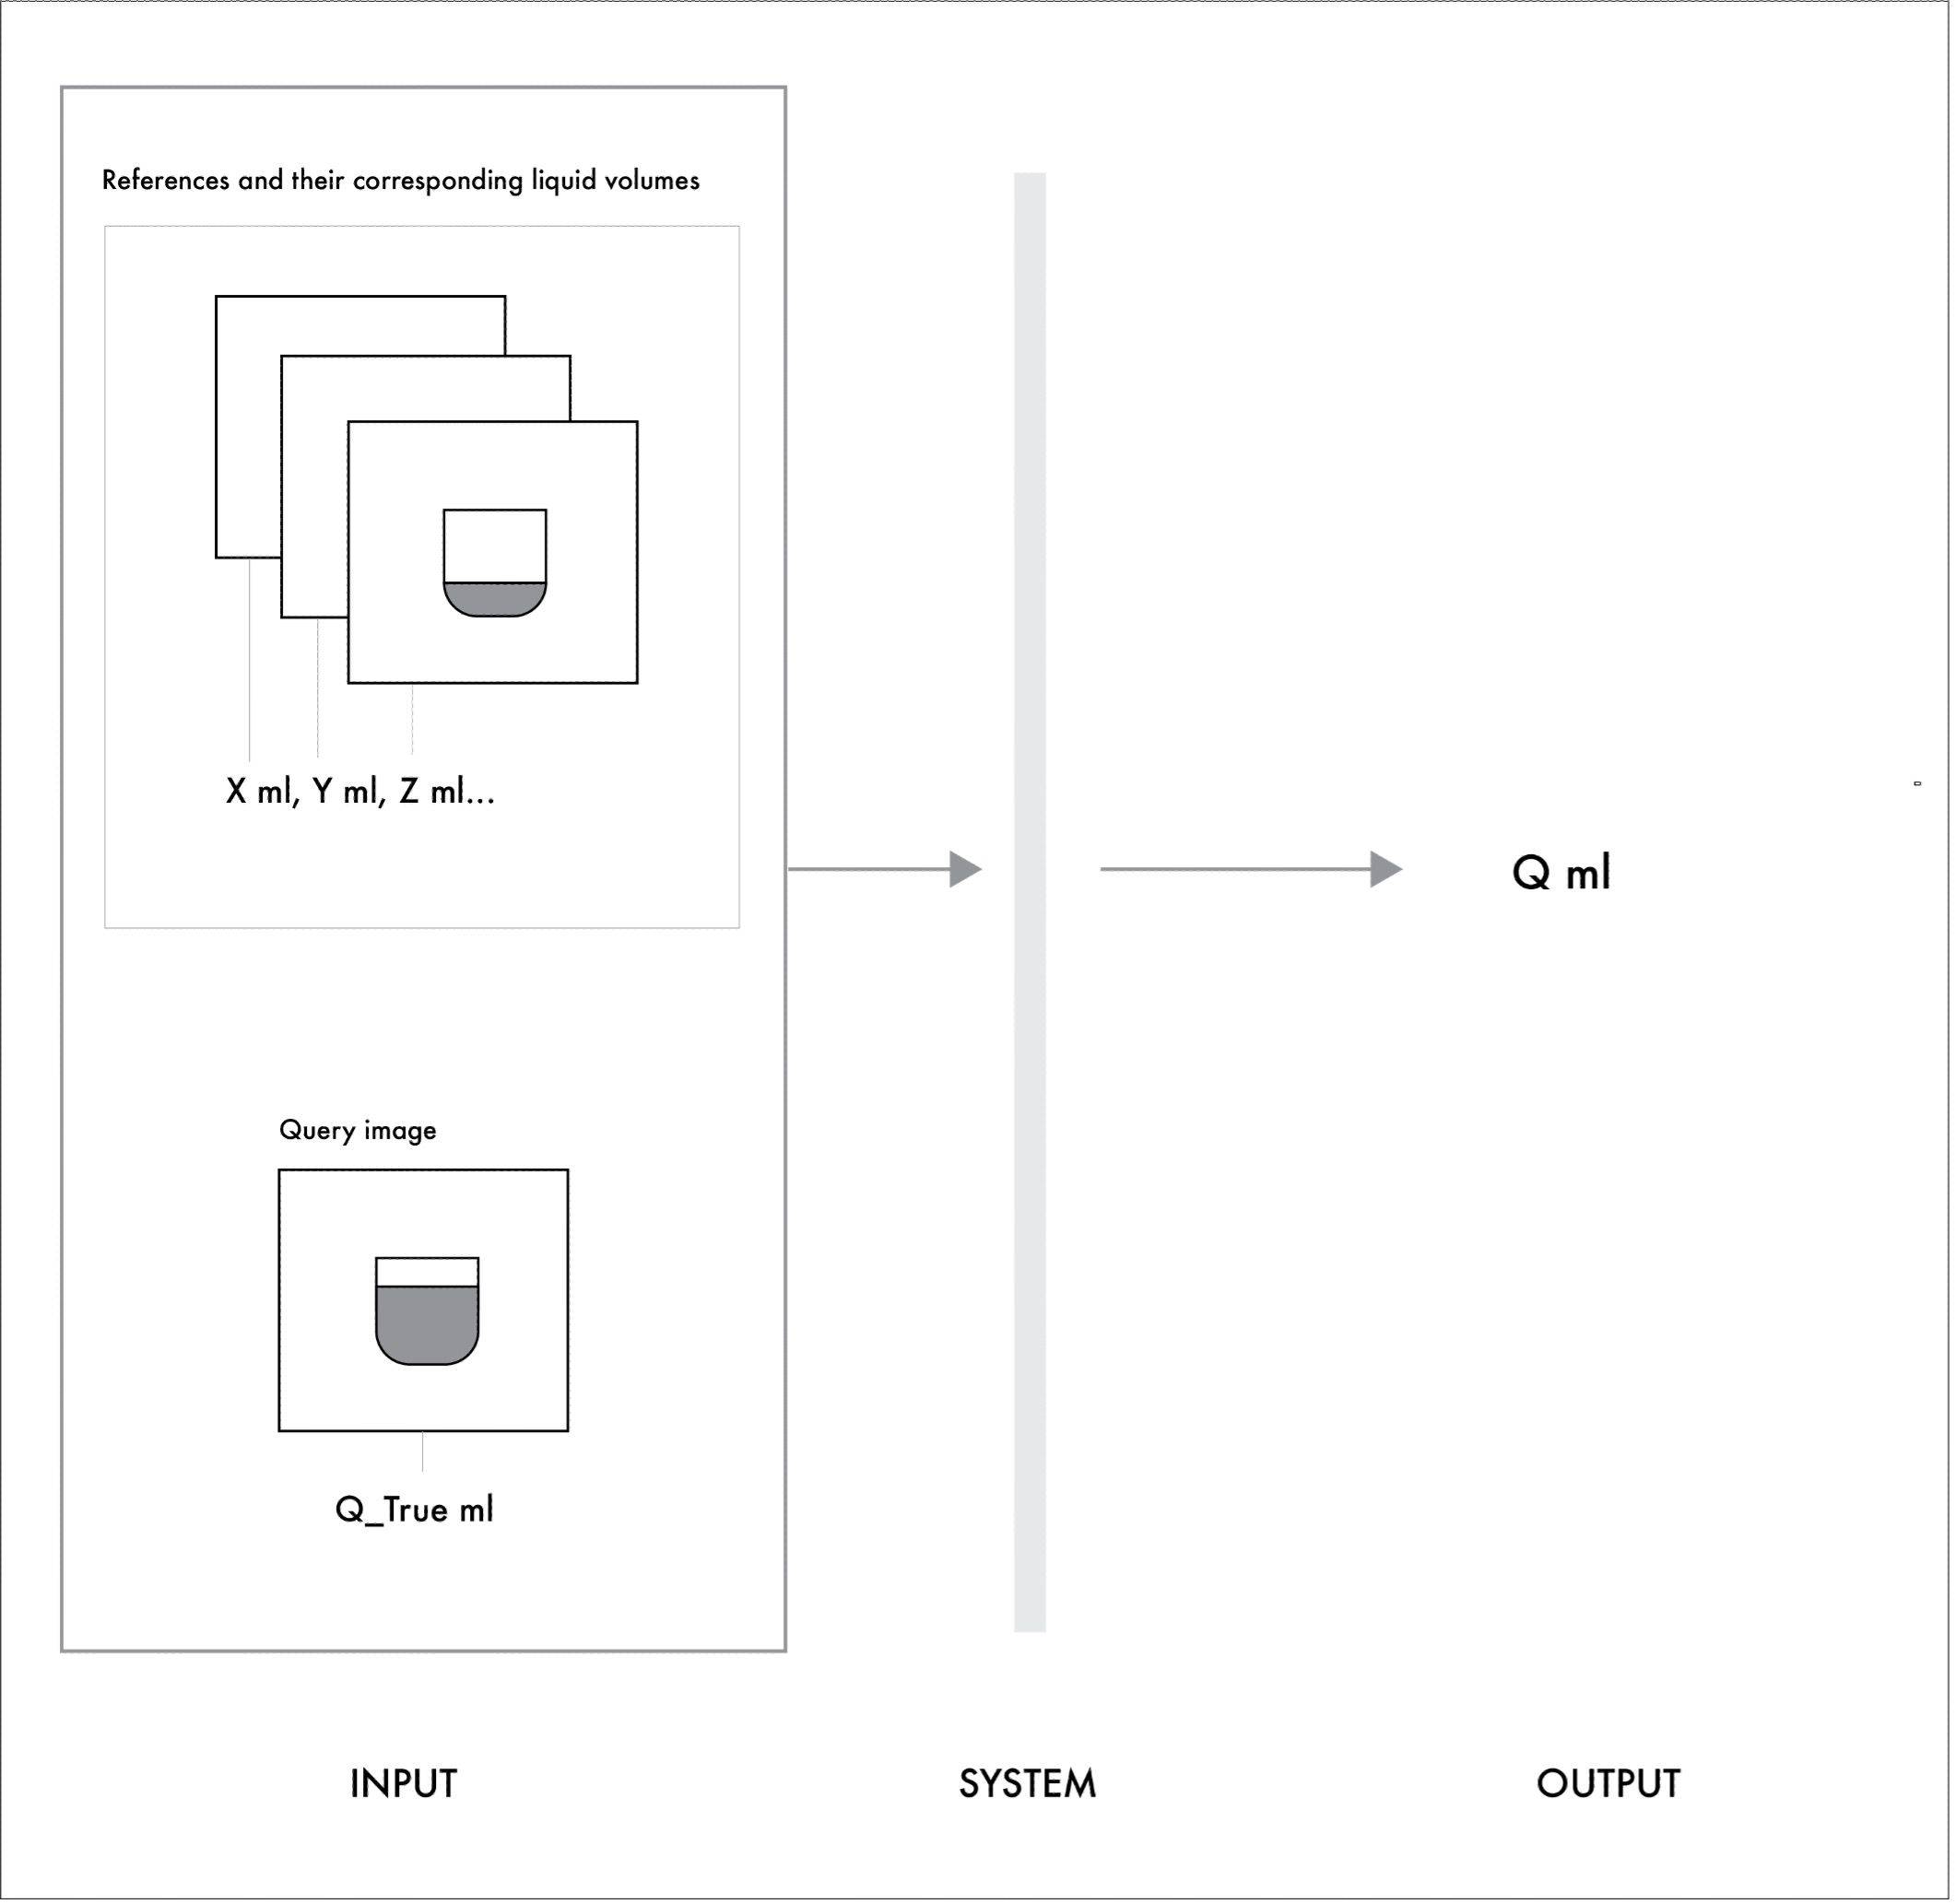 References and their corresponding liquid volumes
X ml, Y ml, Z ml...
Q ml
Query image
Q_True ml
INPUT
SYSTEM
OUTPUT